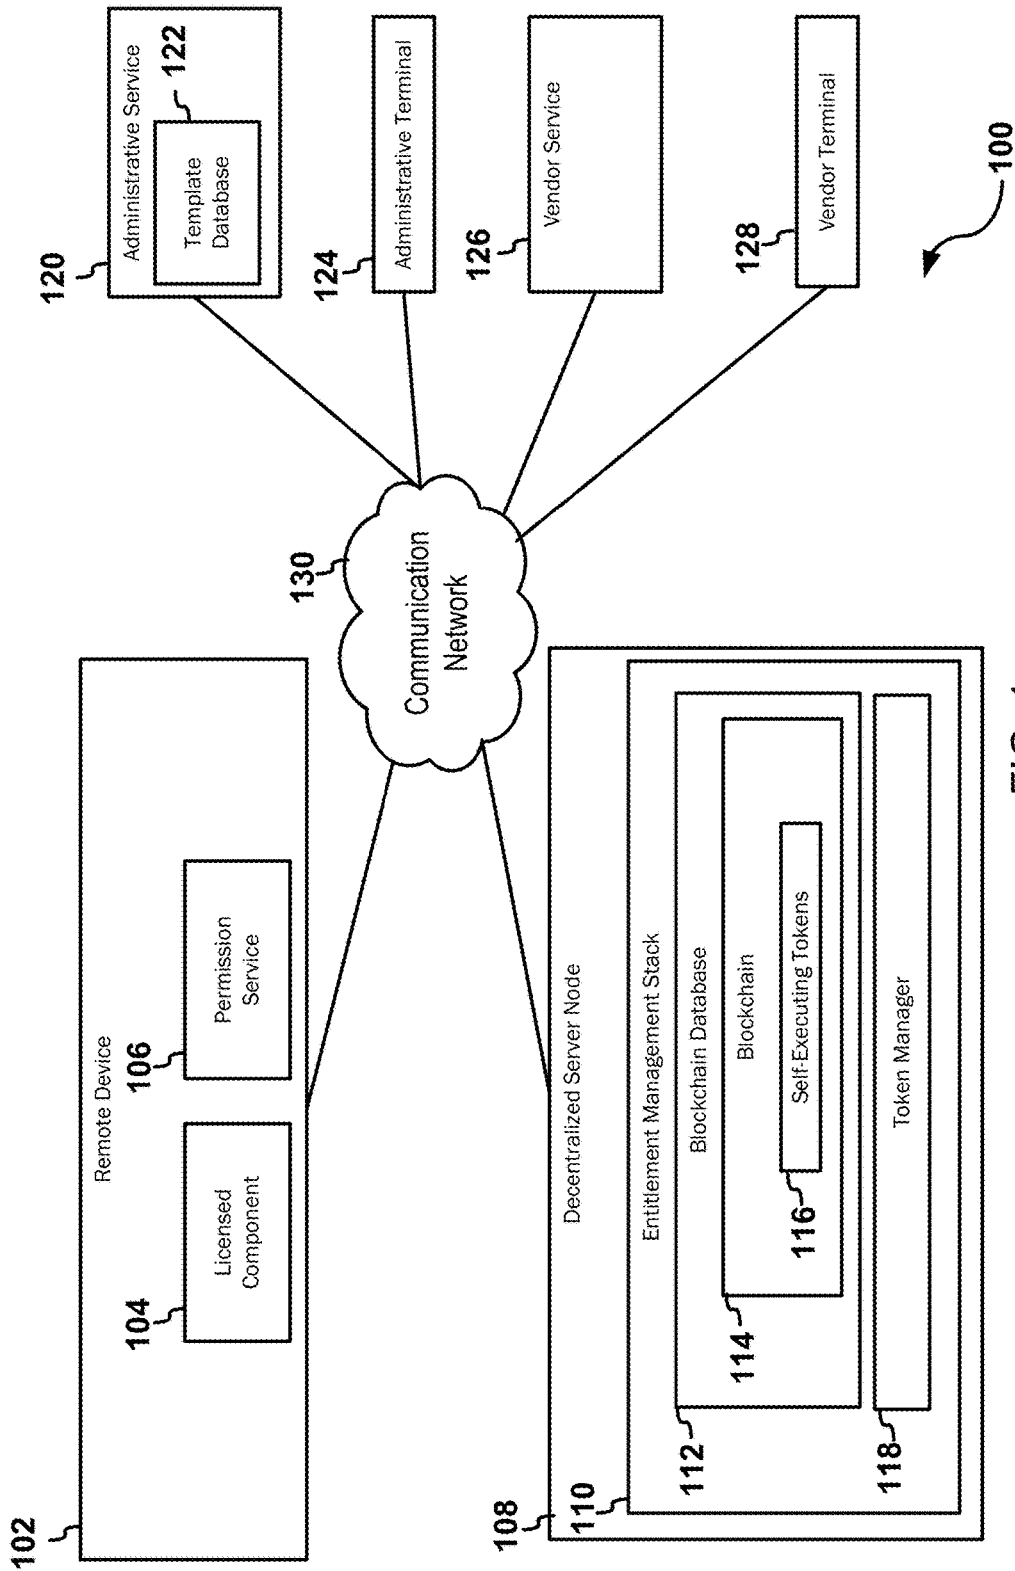 102
Remote Device
104
Licensed
Component
106
Permission
Service
108
Decentralized Server Node
110
Entitlement Management Stack
112
Blockchain Database
114
Blockchain
116
Self-Executing Tokens
118
Token Manager
130
Communication
Network
120
Administrative Service
122
Template
Database
124
Administrative Terminal
126
Vendor Service
128
Vendor Terminal
100